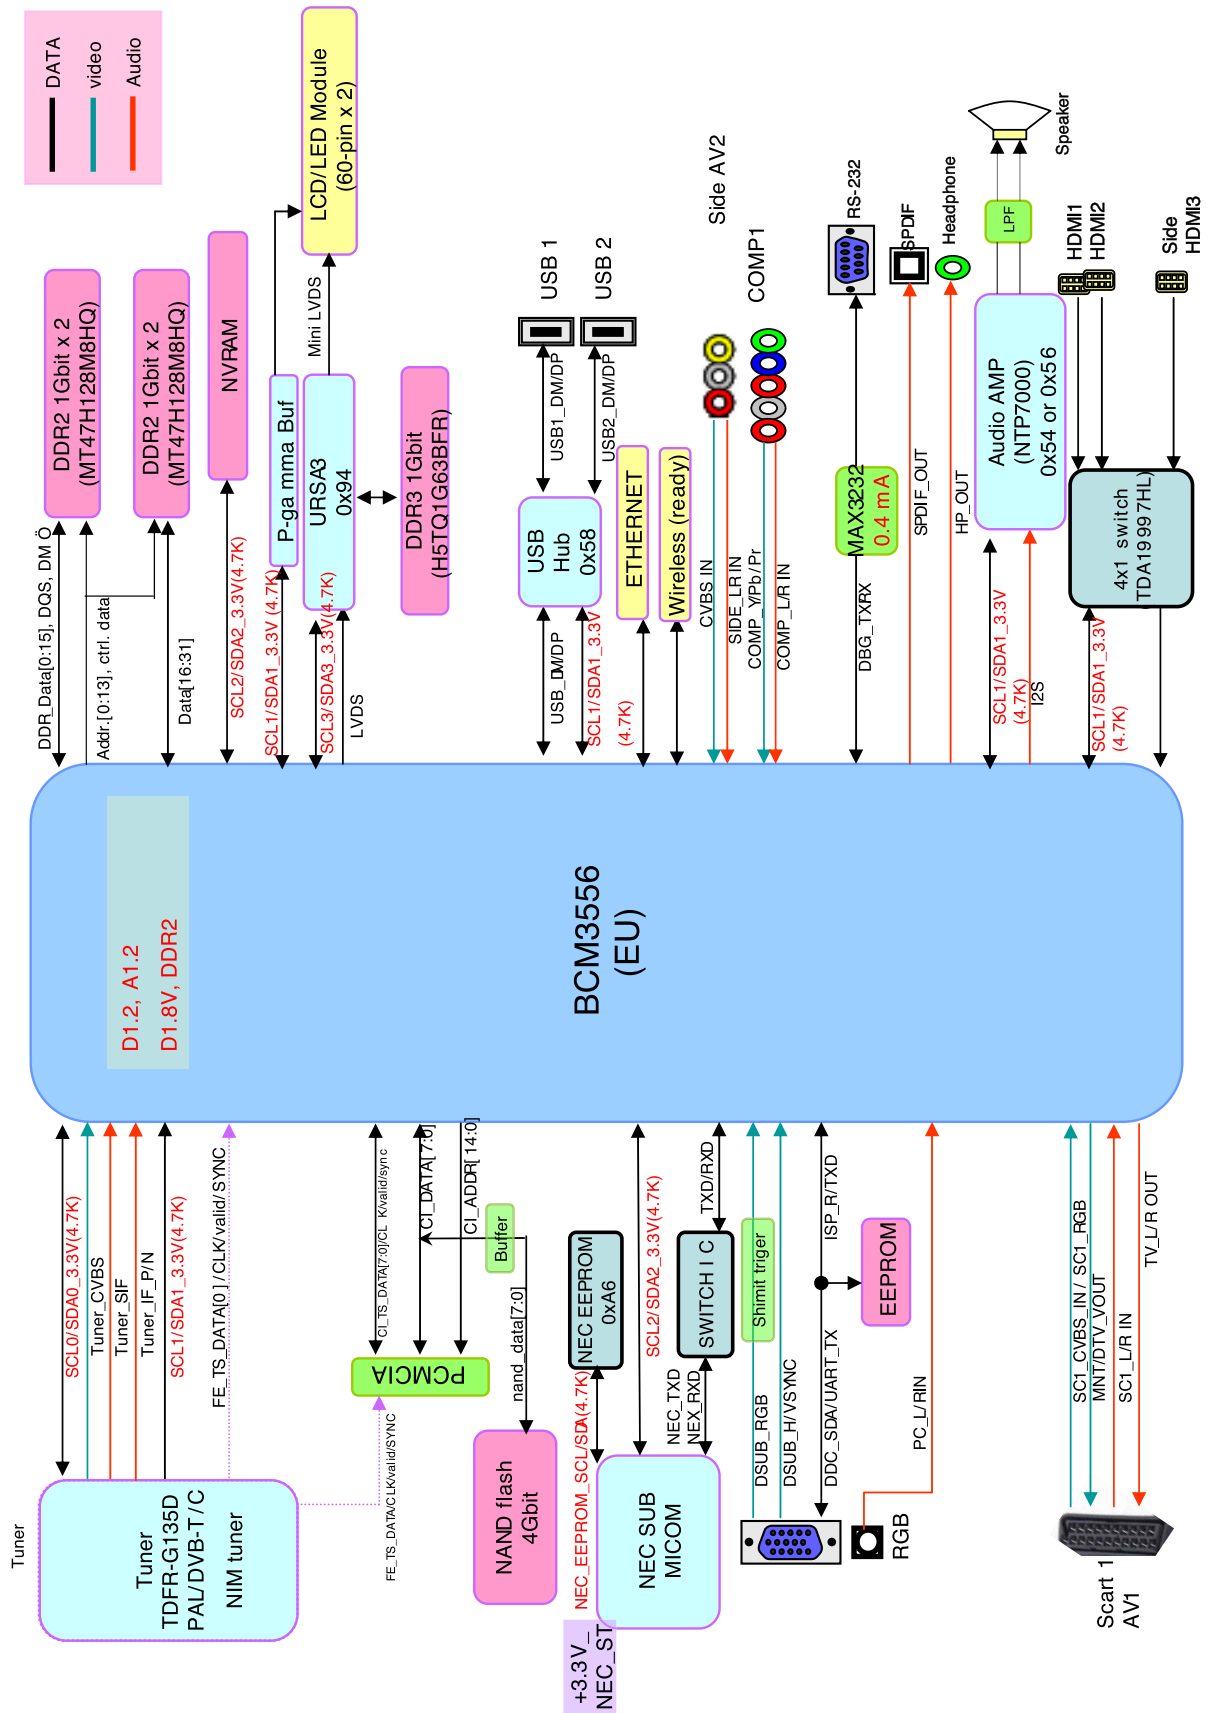 DATA
video
Audio
DDR2 1Gbit x 2
(MT47H128M8HQ)
DDR2 1Gbit x 2
(MT47H128M8HQ)
NVRAM
LCD/LED Module
(60-pin x 2)
Mini LVDS
P-ga mma Buf
URSA3
0x94
DDR3 1Gbit
(H5TQ1G63BFR)
DDR_Data[0:15], DQS, DM Ö
Addr.[0:13], ctrl. data
Data[16:31]
SCL2/SDA2_3.3V(4.7K)
SCL1/SDA1_3.3V (4.7K)
SCL3/SDA3_3.3V(4.7K)
LVDS
USB 1
USB 2
USB1_DM/DP
USB2_DM/DP
USB
Hub
0x58
USB_DM/DP
SCL1/SDA1_3.3V
(4.7K)
ETHERNET
Wireless (ready)
Side AV2
COMP1
CVBS IN
SIDE_LR IN
COMP_Y/Pb/Pr
COMP_L/R IN
RS-232
MAX3232
0.4 mA
DBG_TXRX
SPDIF
SPDIF_OUT
Headphone
HP_OUT
Speaker
LPF
Audio AMP
(NTP7000)
0x54 or 0x56
SCL1/SDA1_3.3V
(4.7K)
I2S
HDMI1
HDMI2
Side
HDMI3
4x1 switch
TDA19997HL)
SCL1/SDA1_3.3V
(4.7K)
D1.2, A1.2
D1.8V, DDR2
BCM3556
(EU)
SCL0/SDA0_3.3V(4.7K)
Tuner_CVBS
Tuner_SIF
Tuner_IF_P/N
SCL1/SDA1_3.3V(4.7K)
FE_TS_DATA[0]/CLK/valid/SYNC
Tuner
Tuner
TDFR-G135D
PAL/DVB-T/C
NIM tuner
CI_TS_DATA[7:0]/CL K/valid/sync
CI_DATA[7:0]
CI_ADDR[14:0]
Buffer
PCMCIA
FE_TS_DATA/CLK/valid/SYNC
nand_data[7:0]
NAND flash
4Gbit
NEC EEPROM
0xA6
NEC_EEPROM_SCL/SDA(4.7K)
SCL2/SDA2_3.3V(4.7K)
NEC SUB
MICOM
+3.3V_
NEC_ST
TXD/RXD
SWITCH I C
NEC_TXD
NEX_RXD
Shimit triger
DSUB_RGB
DSUB_H/VSYNC
ISP_R/TXD
DDC_SDA/UART_TX
EEPROM
PC_L/RIN
RGB
SC1_CVBS_IN / SC1_RGB
MNT/DTV_VOUT
SC1_L/R IN
TV_L/R OUT
Scart 1
AV1